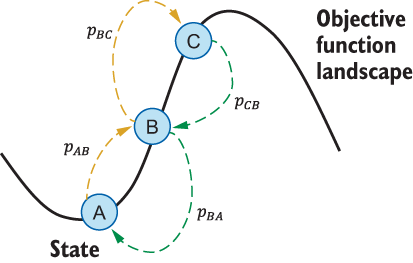 Objective
function
landscape
p_BC
C
p_CB
B
p_AB
p_BA
A
State